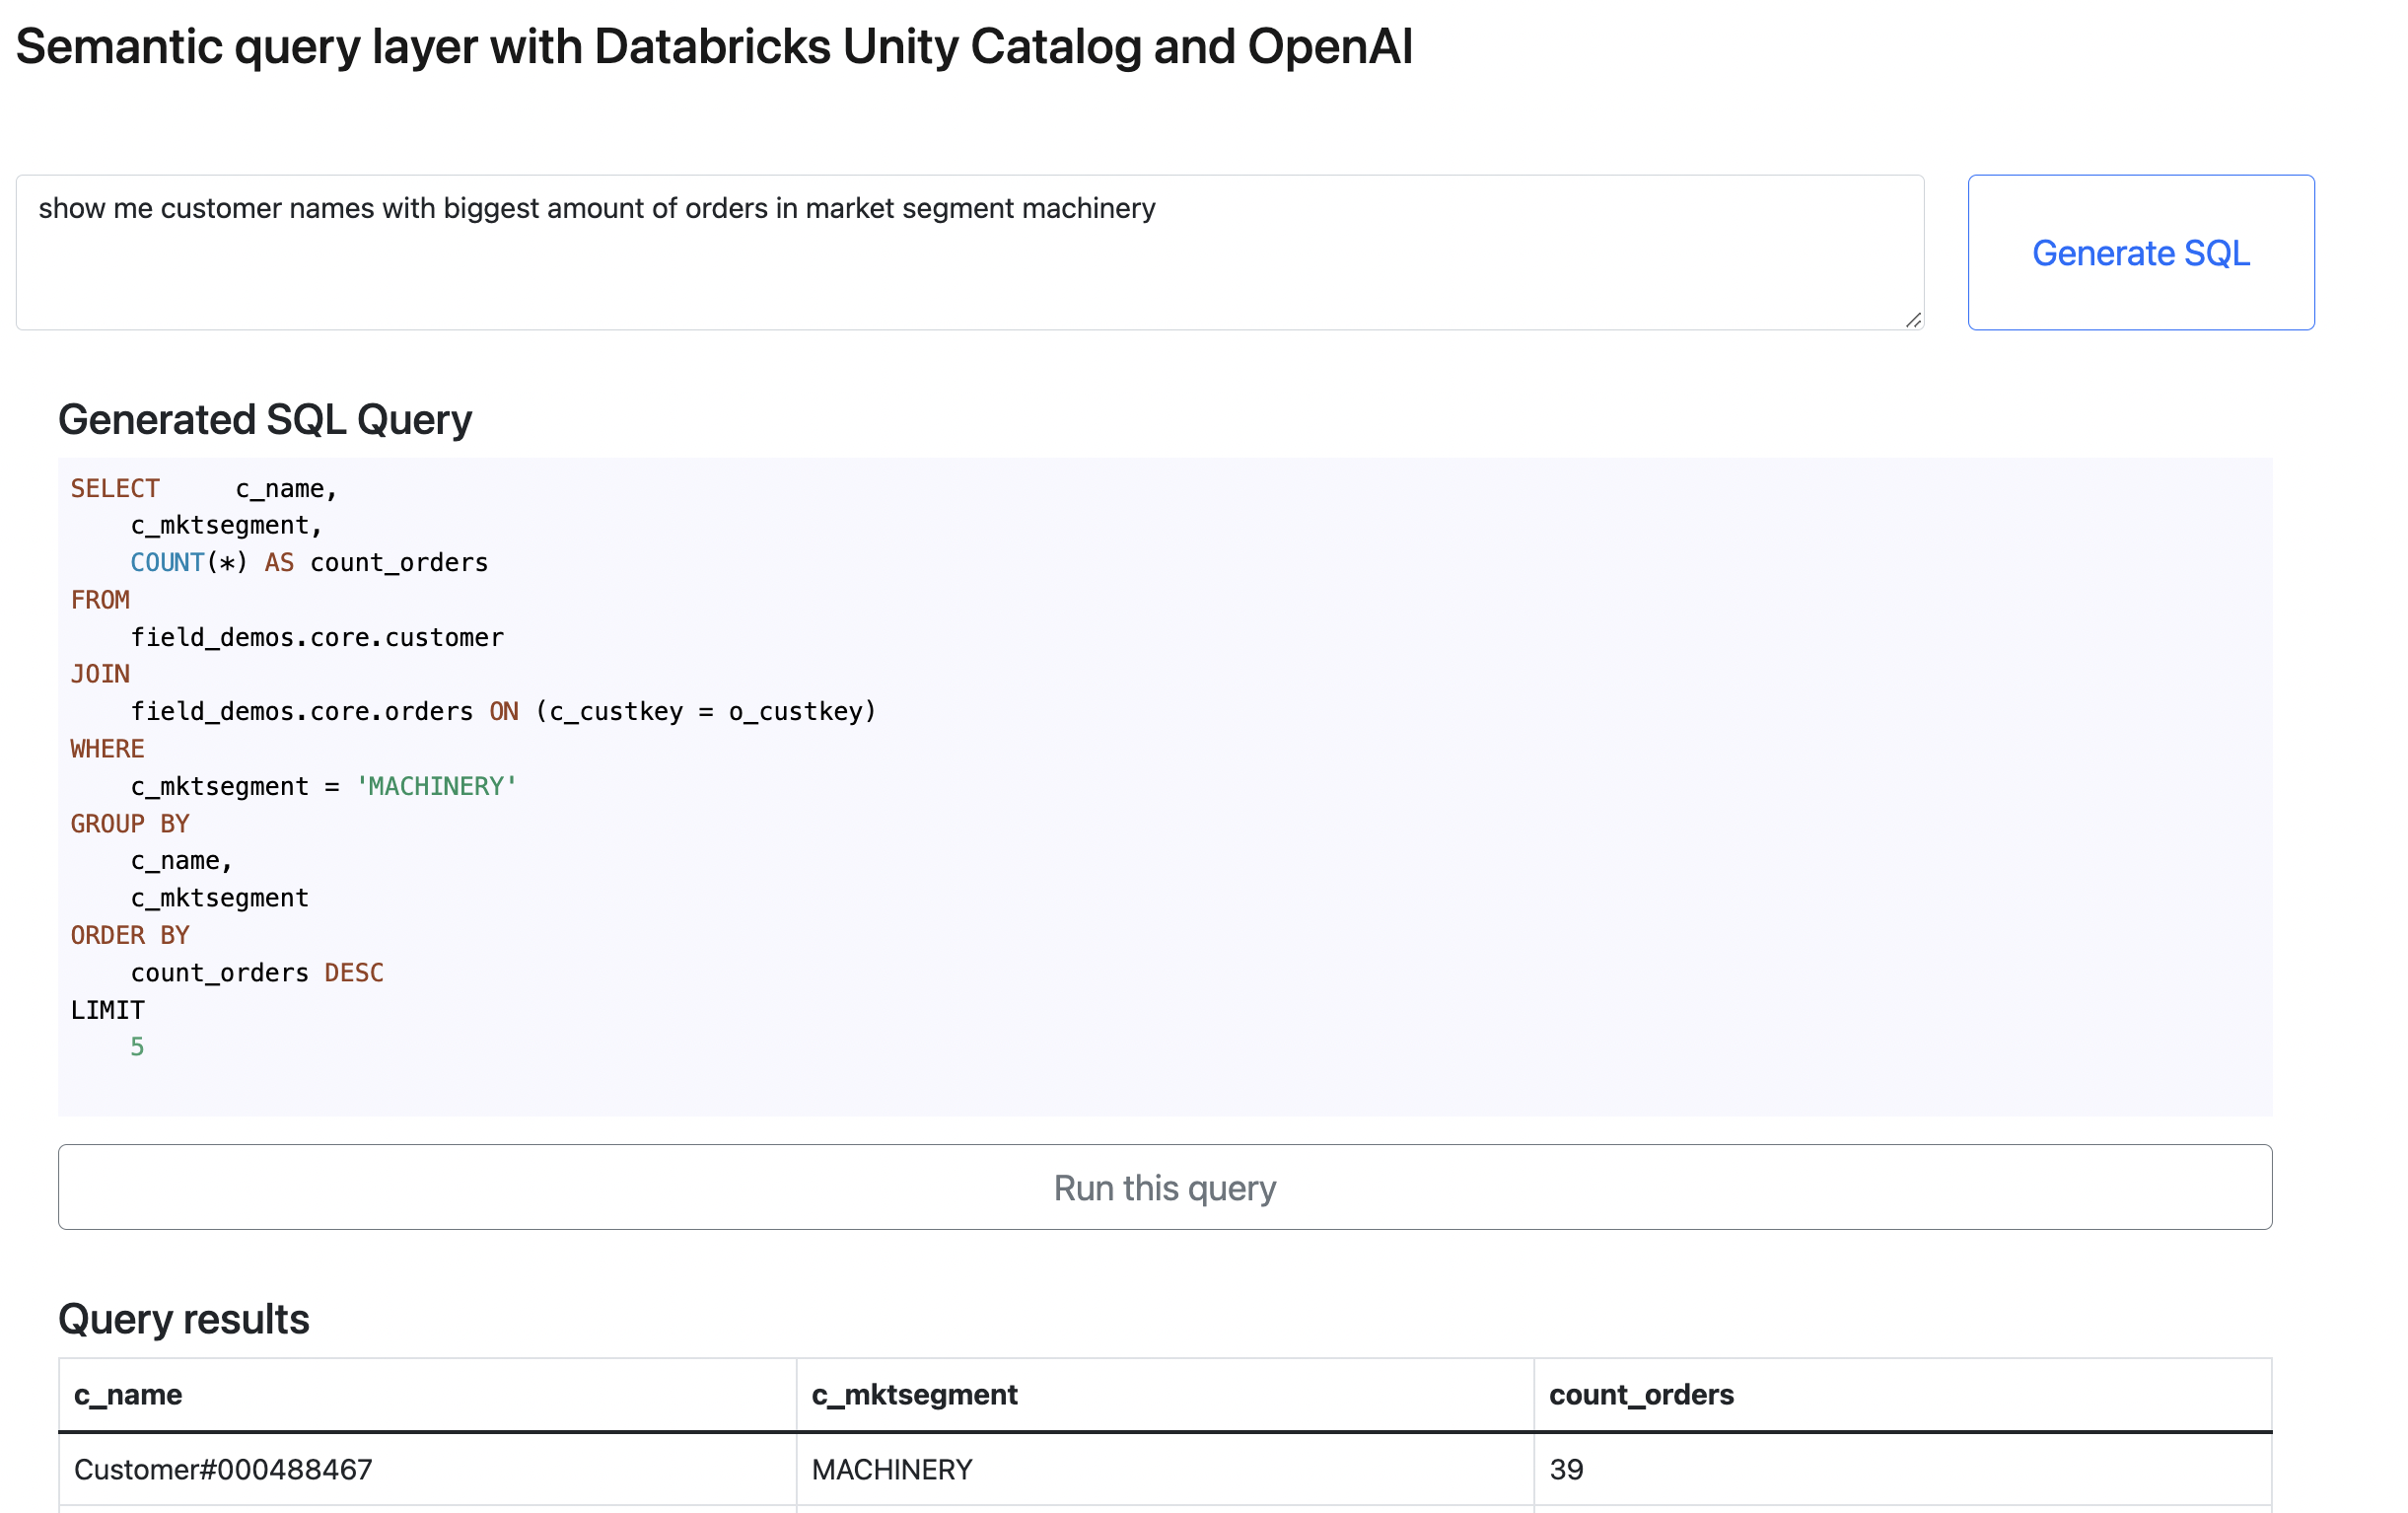 Semantic query layer with Databricks Unity Catalog and OpenAI
show me customer names with biggest amount of orders in market segment machinery
Generate SQL
Generated SQL Query
SELECT     c_name,
    c_mktsegment,
    COUNT(*) AS count_orders
FROM
    field_demos.core.customer
JOIN
    field_demos.core.orders ON (c_custkey = o_custkey)
WHERE
    c_mktsegment = 'MACHINERY'
GROUP BY
    c_name,
    c_mktsegment
ORDER BY
    count_orders DESC
LIMIT
    5
Run this query
Query results
c_name c_mktsegment count_orders
Customer#000488467 MACHINERY 39